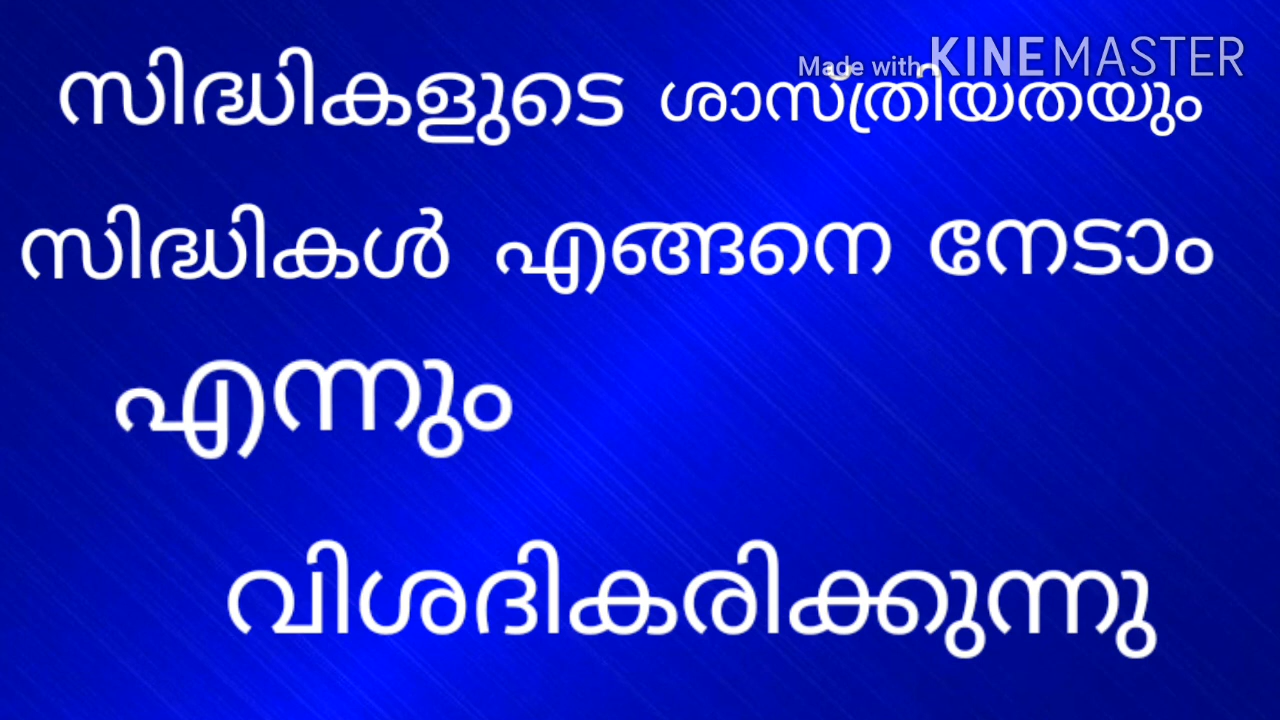 Made with KINEMASTER
സിദ്ധികളുടെ ശാസ്ത്രിയതയും
സിദ്ധികൾ എങ്ങനെ നേടാം
എന്നും
വിശദികരിക്കുന്നു